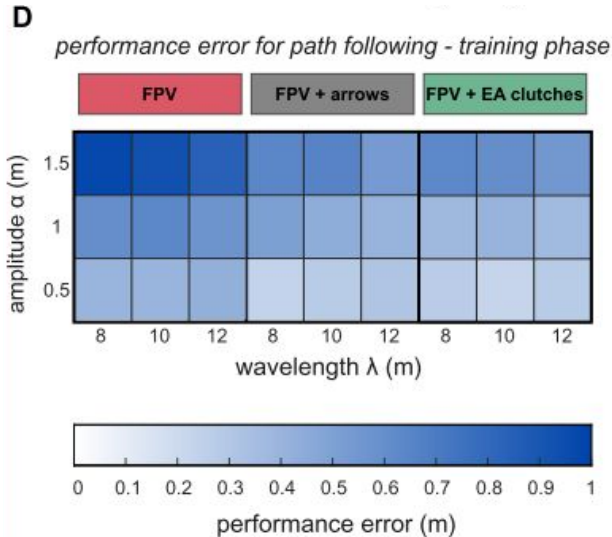 D
performance error for path following - training phase
FPV
FPV + arrows
FPV + EA clutches
amplitude α (m)
1.5
1
0.5
8 10 12 8 10 12 8 10 12
wavelength λ (m)
0 0.1 0.2 0.3 0.4 0.5 0.6 0.7 0.8 0.9 1
performance error (m)